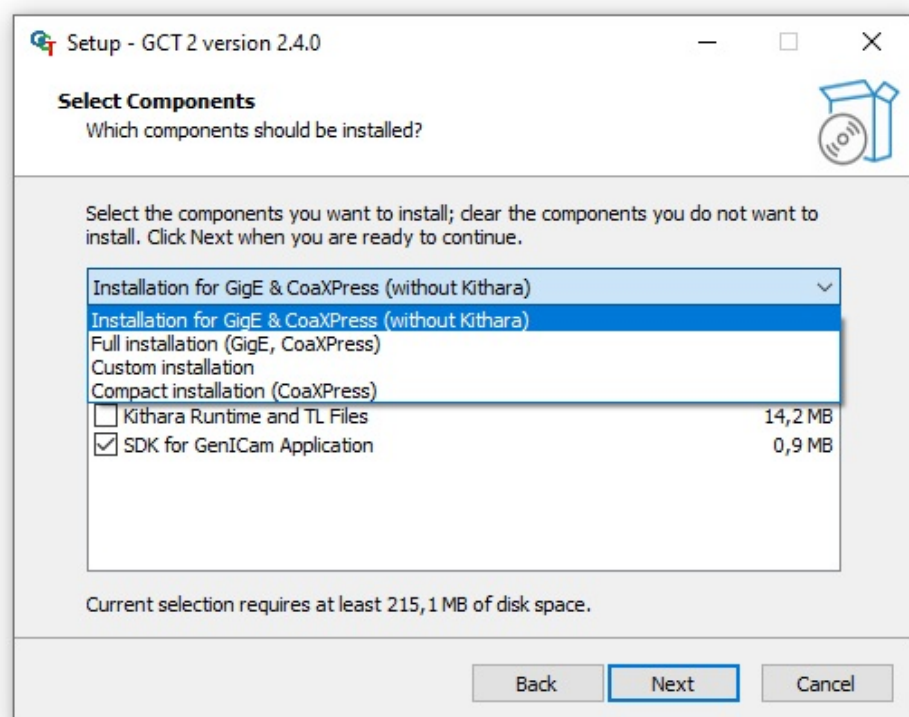 GCT Setup - GCT 2 version 2.4.0
Select Components
Which components should be installed?
Select the components you want to install; clear the components you do not want to
install. Click Next when you are ready to continue.
Installation for GigE & CoaXPress (without Kithara)
Installation for GigE & CoaXPress (without Kithara)
Full installation (GigE, CoaXPress)
Custom installation
Compact installation (CoaXPress)
Kithara Runtime and TL Files 14,2 MB
SDK for GenICam Application 0,9 MB
Current selection requires at least 215,1 MB of disk space.
Back Next Cancel